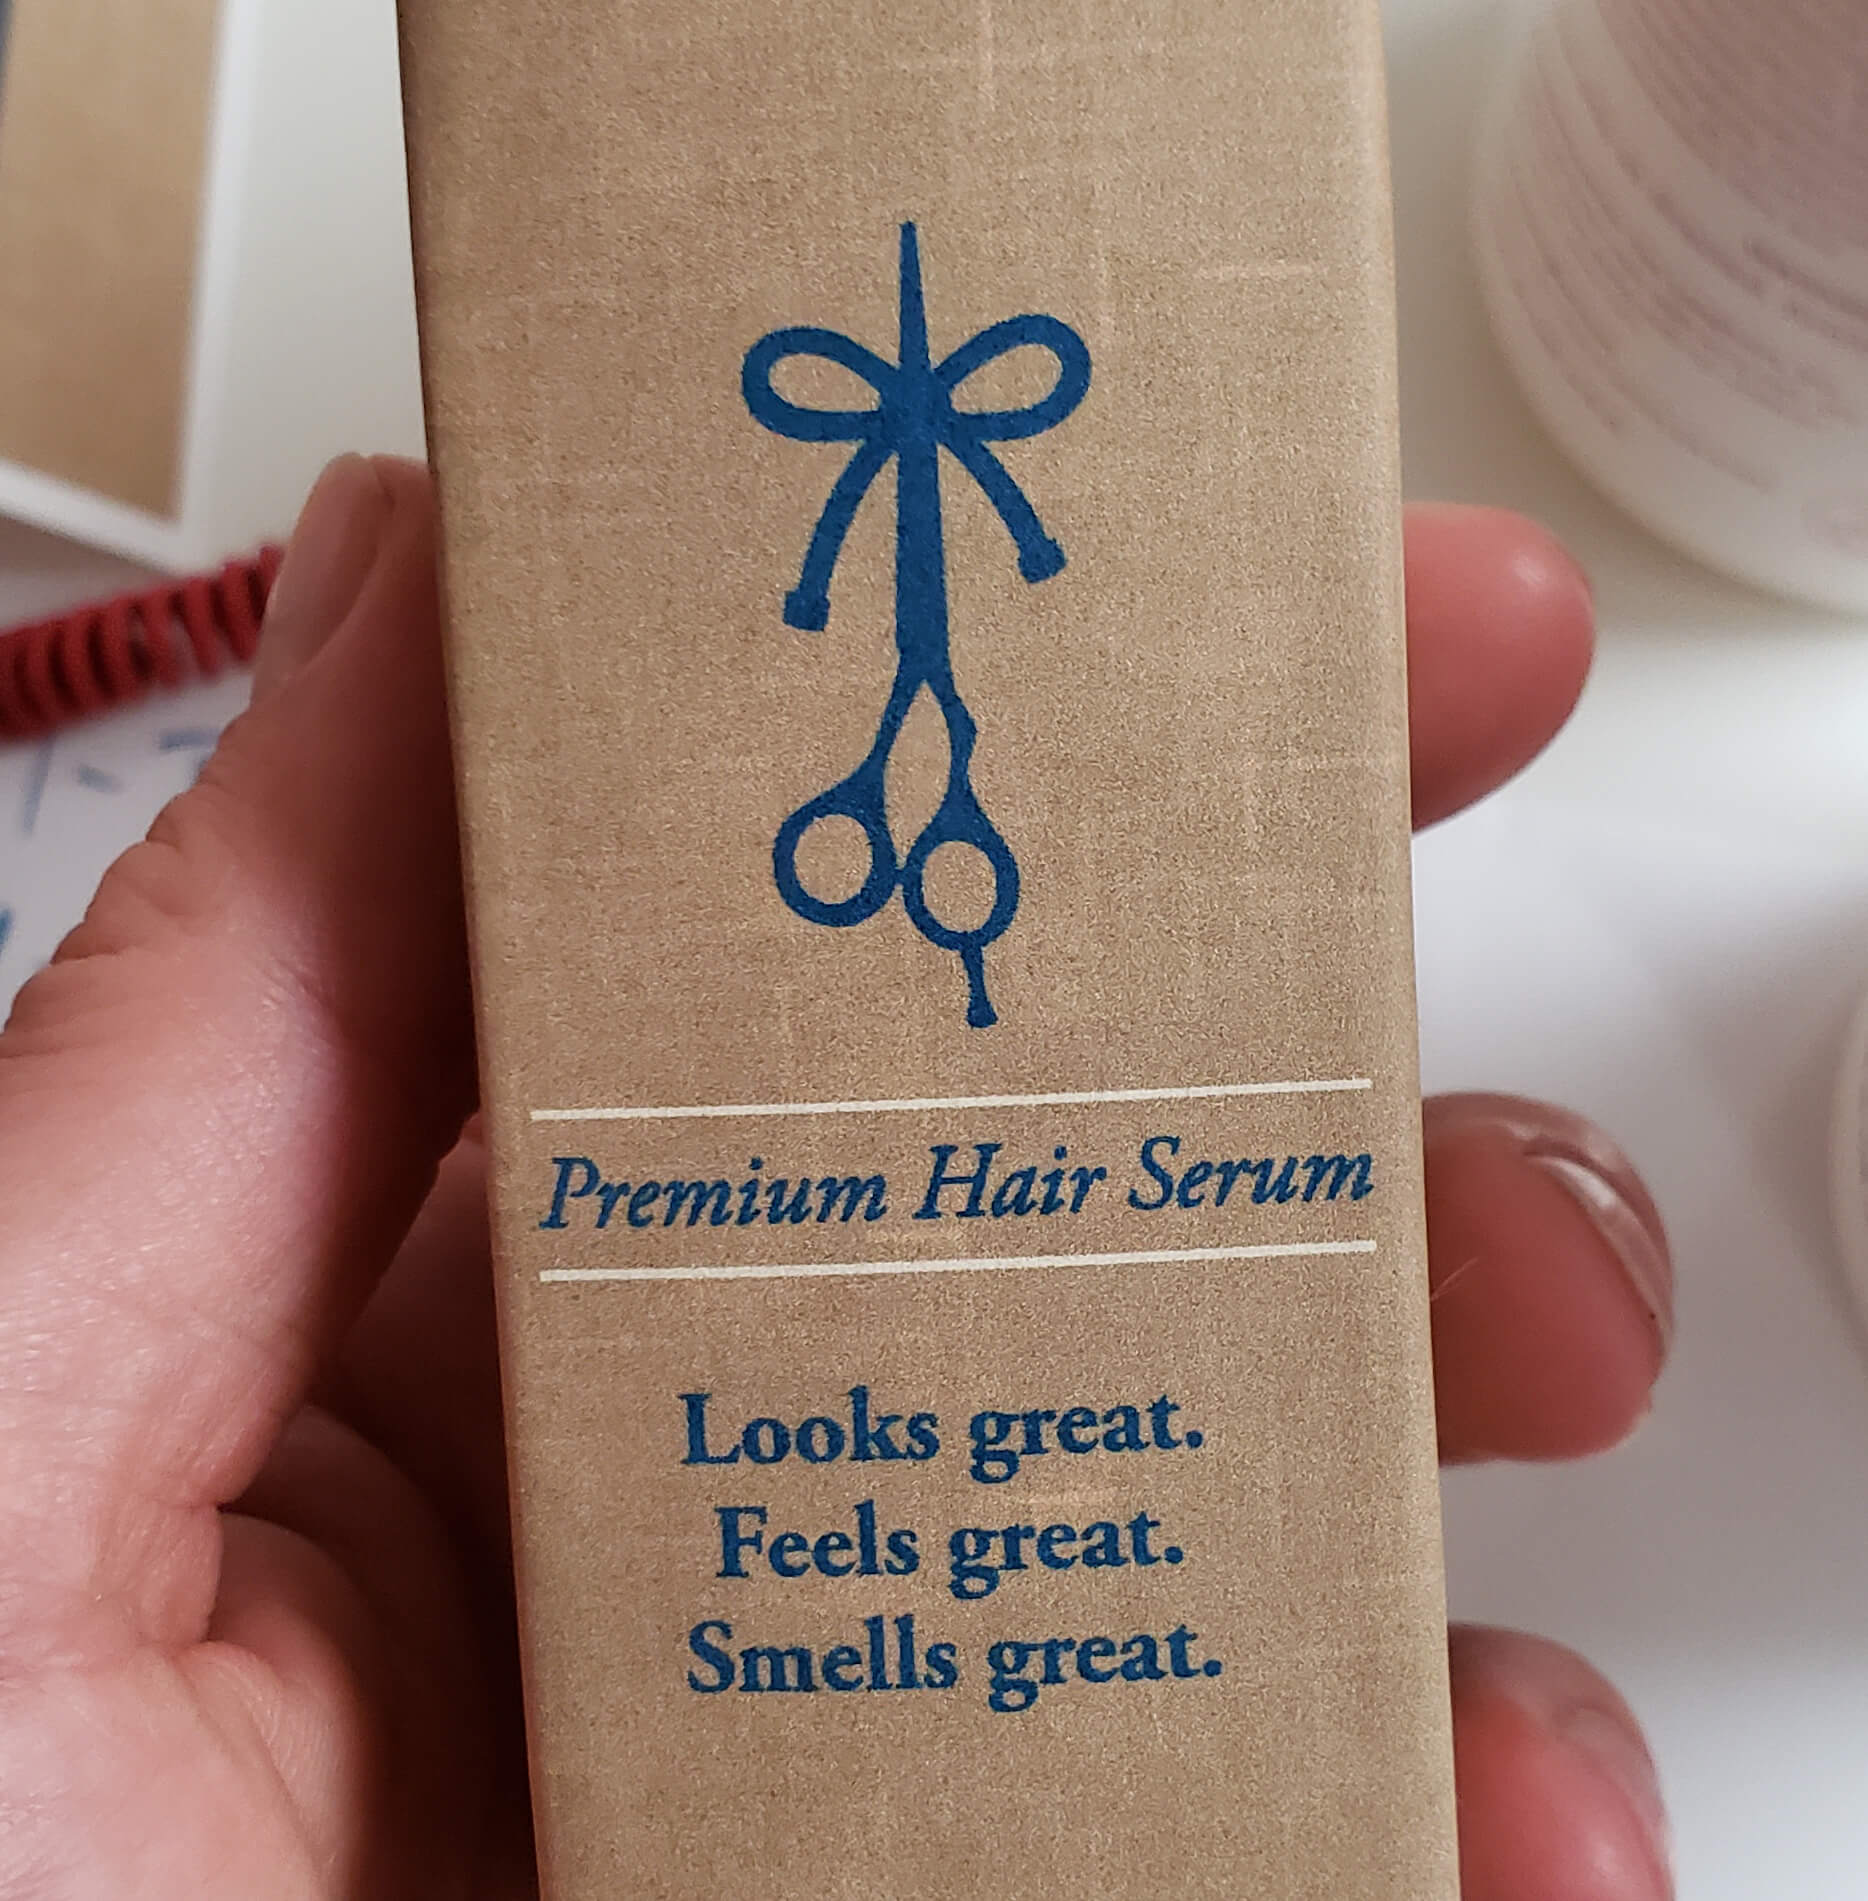 Premium Hair Serum
Looks great.
Feels great.
Smells great.